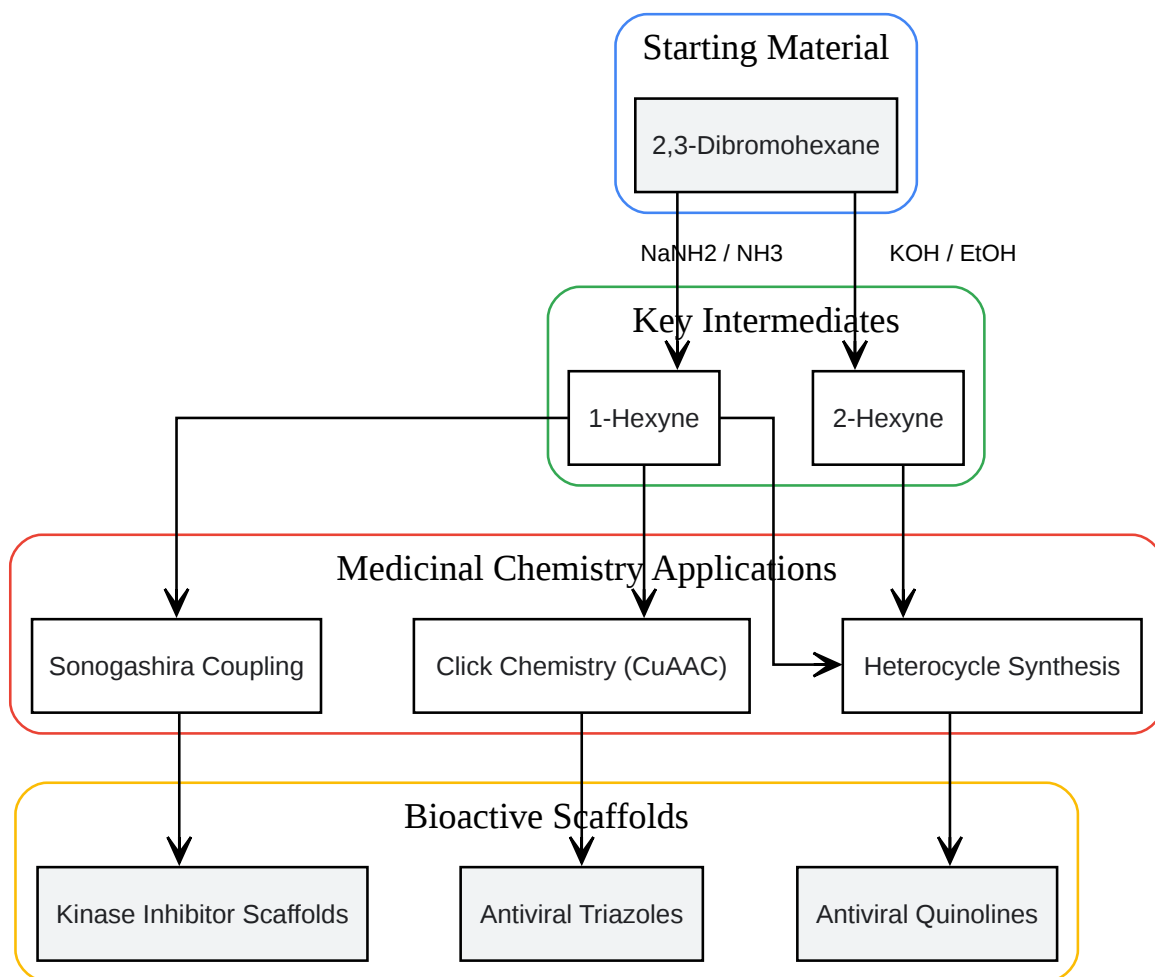 Starting Material
2,3-Dibromohexane
NaNH2 / NH3
KOH / EtOH
Key Intermediates
1-Hexyne
2-Hexyne
Medicinal Chemistry Applications
Sonogashira Coupling
Click Chemistry (CuAAC)
Heterocycle Synthesis
Bioactive Scaffolds
Kinase Inhibitor Scaffolds
Antiviral Triazoles
Antiviral Quinolines